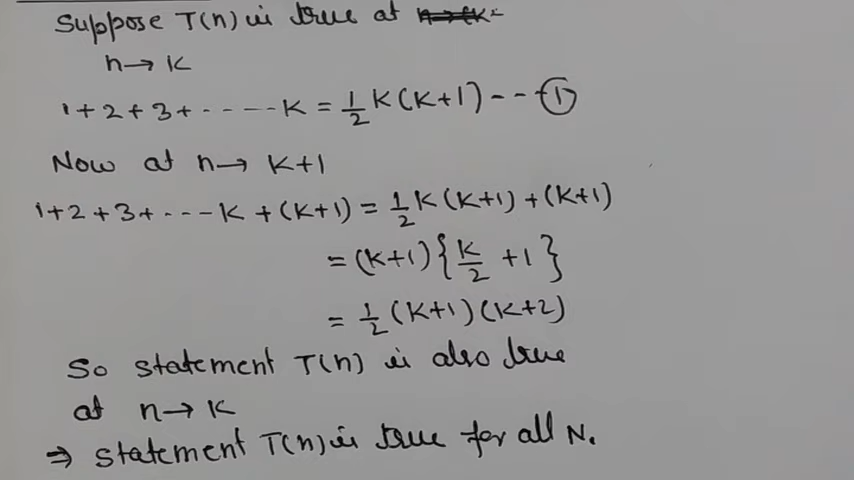 Suppose T(n) is true at
n→ K
1+2+3+-----K = 1/2 K(K+1) --- ①
Now at n→ K+1
1+2+3+---K+(K+1) = 1/2 K(K+1)+(K+1)
= (K+1){K/2 +1}
= 1/2 (K+1)(K+2)
So statement T(n) is also true
at n→ K
⇒ statement T(n) is true for all N.